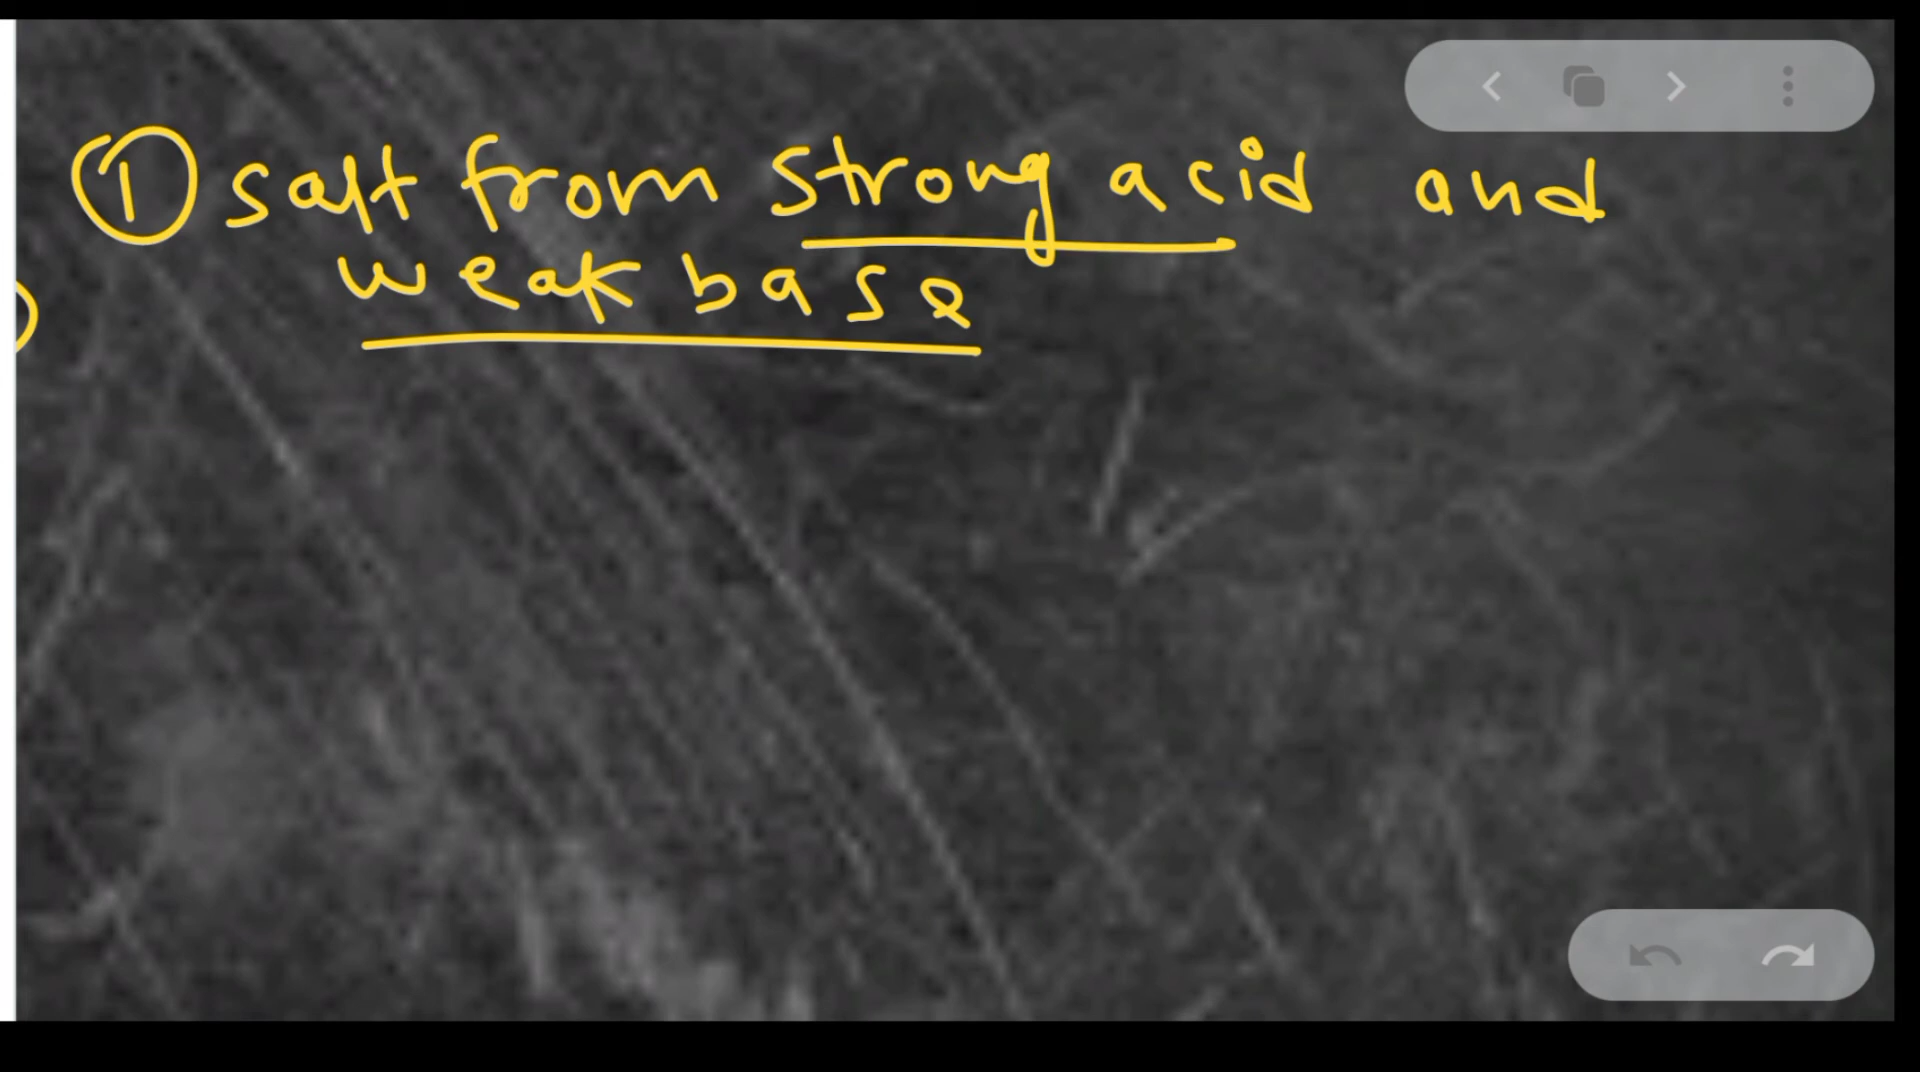 ① salt from strong acid and
weak base